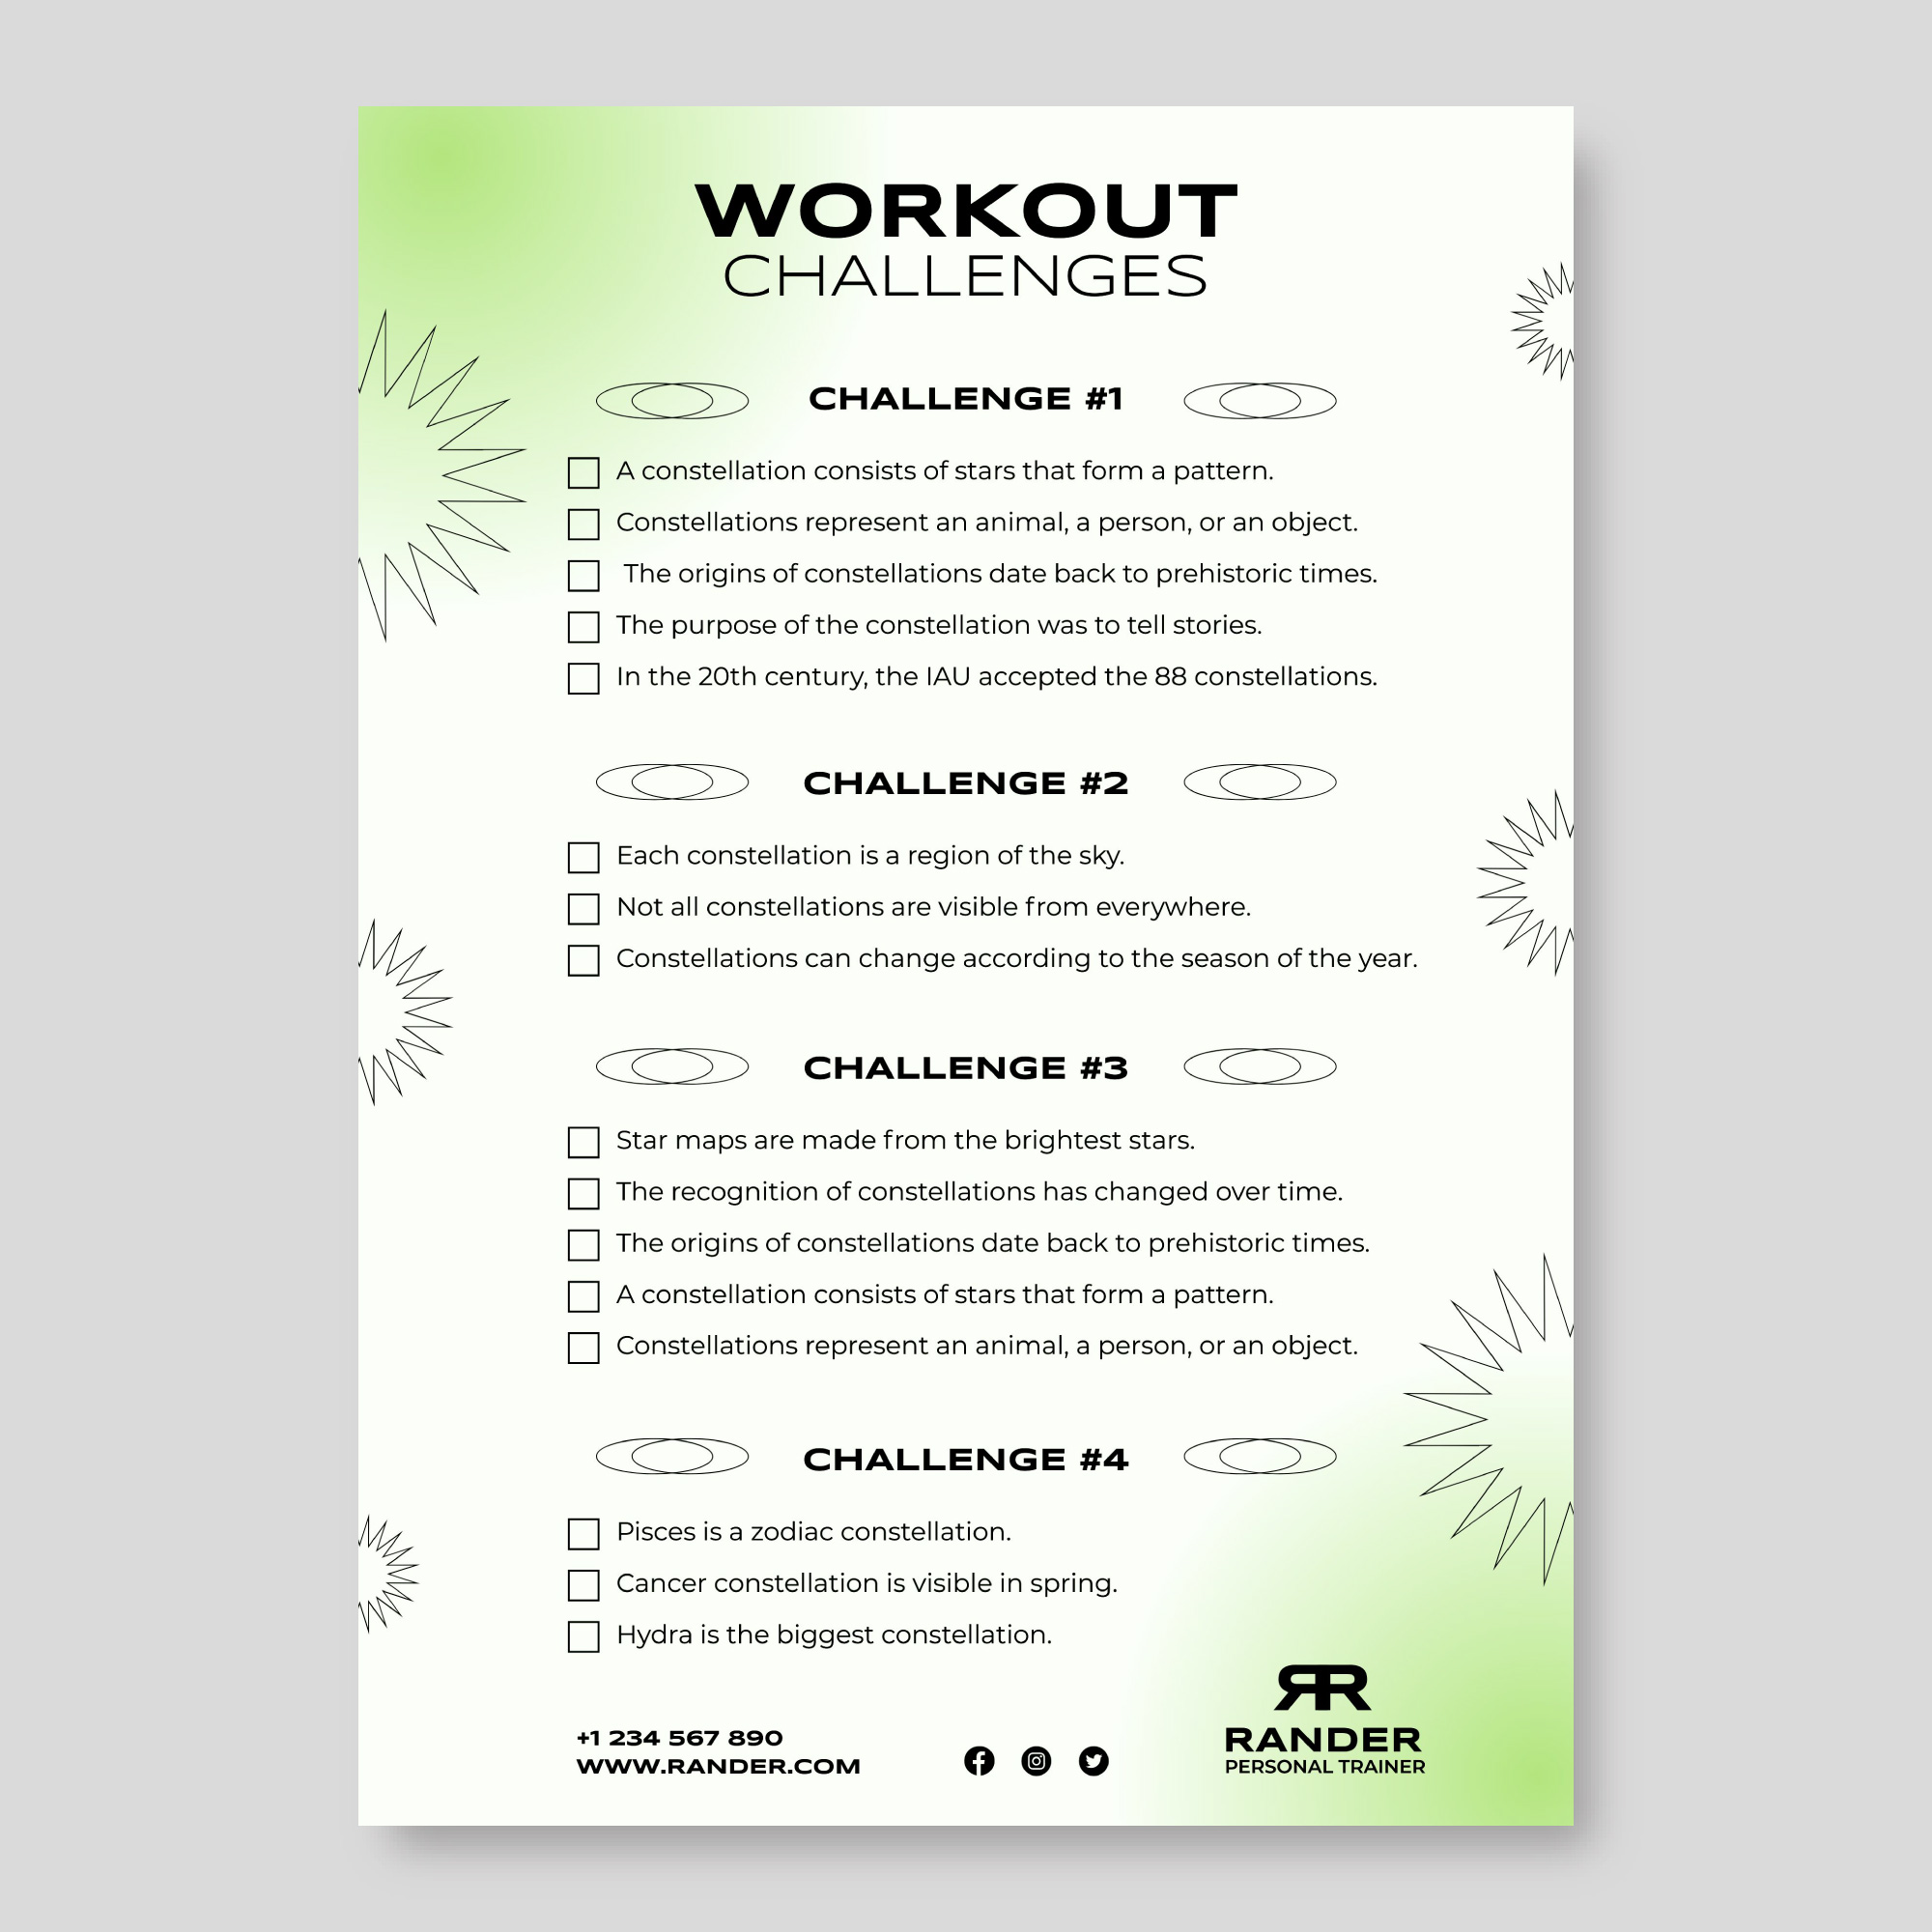 WORKOUT
CHALLENGES
CHALLENGE #1
A constellation consists of stars that form a pattern.
Constellations represent an animal, a person, or an object.
The origins of constellations date back to prehistoric times.
The purpose of the constellation was to tell stories.
In the 20th century, the IAU accepted the 88 constellations.
CHALLENGE #2
Each constellation is a region of the sky.
Not all constellations are visible from everywhere.
Constellations can change according to the season of the year.
CHALLENGE #3
Star maps are made from the brightest stars.
The recognition of constellations has changed over time.
The origins of constellations date back to prehistoric times.
A constellation consists of stars that form a pattern.
Constellations represent an animal, a person, or an object.
CHALLENGE #4
Pisces is a zodiac constellation.
Cancer constellation is visible in spring.
Hydra is the biggest constellation.
+1 234 567 890
WWW.RANDER.COM
RR
RANDER
PERSONAL TRAINER